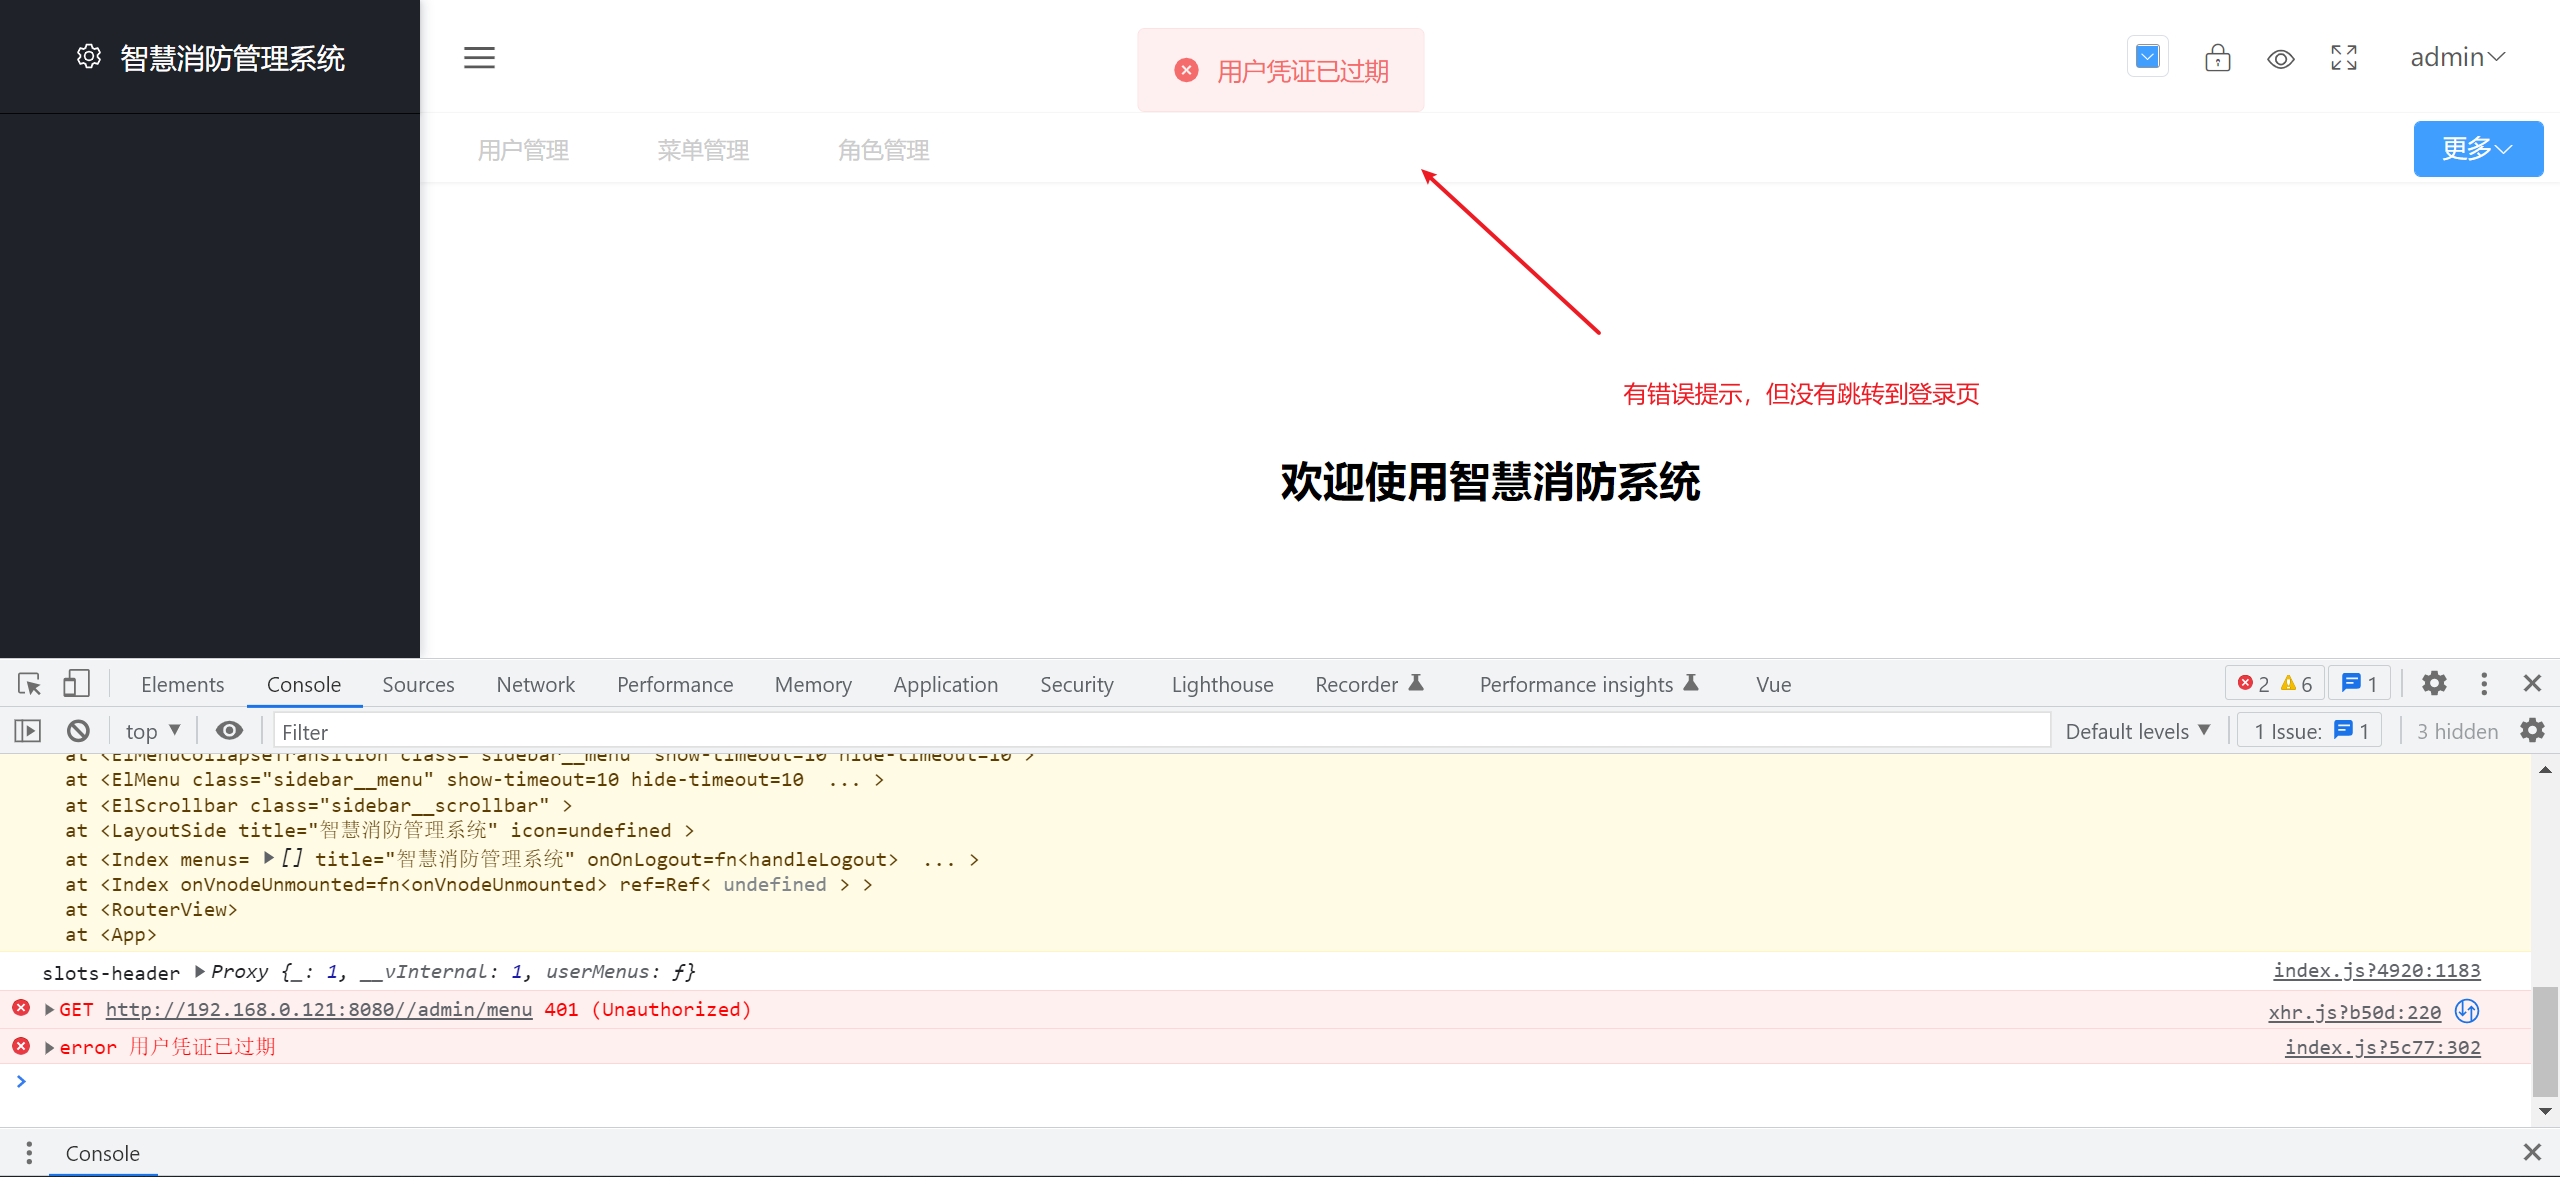 智慧消防管理系统
用户凭证已过期
admin
用户管理 菜单管理 角色管理 更多
有错误提示，但没有跳转到登录页
欢迎使用智慧消防系统
Elements Console Sources Network Performance Memory Application Security Lighthouse Recorder Performance insights Vue 2 6 1
top Filter Default levels 1 Issue: 1 3 hidden
at <ElMenuCollapseTransition class="sidebar__menu" show-timeout=10 hide-timeout=10 >
at <ElMenu class="sidebar__menu" show-timeout=10 hide-timeout=10 ... >
at <ElScrollbar class="sidebar__scrollbar" >
at <LayoutSide title="智慧消防管理系统" icon=undefined >
at <Index menus= ▶[] title="智慧消防管理系统" onOnLogout=fn<handleLogout> ... >
at <Index onVnodeUnmounted=fn<onVnodeUnmounted> ref=Ref< undefined > >
at <RouterView>
at <App>
slots-header ▶Proxy {_: 1, __vInternal: 1, userMenus: ƒ} index.js?4920:1183
▶GET http://192.168.0.121:8080//admin/menu 401 (Unauthorized) xhr.js?b50d:220
▶error 用户凭证已过期 index.js?5c77:302
Console